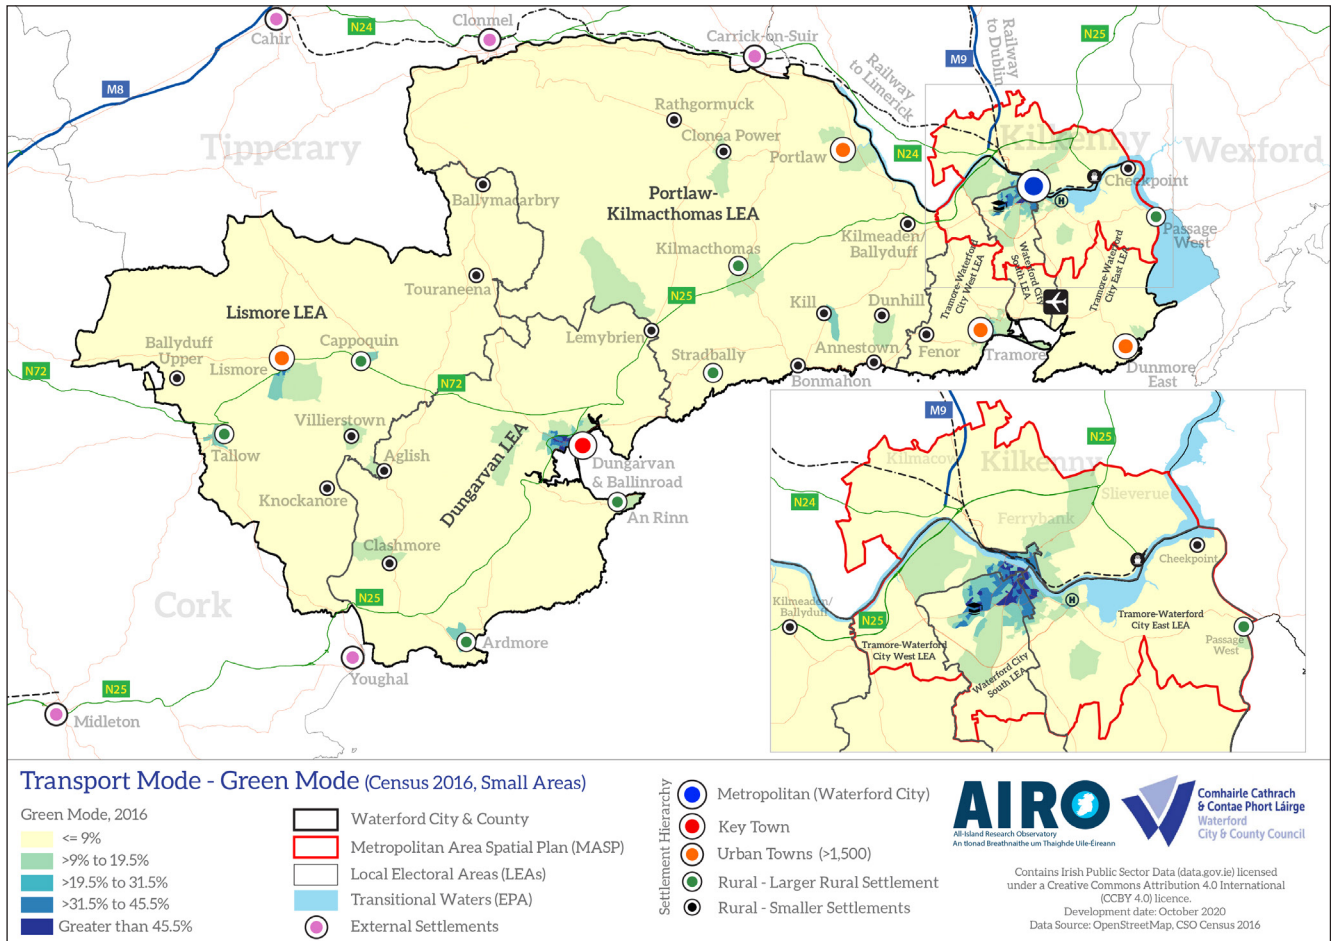 Cahir
N24
Clonmel
Carrick-on-Suir
Railway
to Limerick
Railway
to Dublin
N25
M9
M8
Tipperary
Rathgormuck
Clonea Power
Portlaw
N24
Kilkenny
Wexford
Cheekpoint
Passage
West
Ballymacarbry
Portlaw-
Kilmacthomas LEA
Kilmeaden/
Ballyduff
Kilmacthomas
Touraneena
N25
Tramore-Waterford
City West LEA
Waterford City
South LEA
Tramore-Waterford
City East LEA
Lismore LEA
Kill
Dunhill
Ballyduff
Upper
Cappoquin
Lismore
Lemybrien
Stradbally
Annestown
Fenor
Tramore
Bonmahon
Dunmore
East
N72
N72
Villierstown
Tallow
Aglish
Knockanore
Dungarvan LEA
Dungarvan
& Ballinroad
An Rinn
Clashmore
N25
Cork
Ardmore
Youghal
N25
Midleton
M9
N25
Kilmacow
Kilkenny
Slieverue
N24
Ferrybank
Cheekpoint
Kilmeaden/
Ballyduff
N25
H
H
Tramore-Waterford
City East LEA
Tramore-Waterford
City West LEA
Passage
West
Waterford City
South LEA
Transport Mode - Green Mode (Census 2016, Small Areas)
Green Mode, 2016
<= 9%
>9% to 19.5%
>19.5% to 31.5%
>31.5% to 45.5%
Greater than 45.5%
Waterford City & County
Metropolitan Area Spatial Plan (MASP)
Local Electoral Areas (LEAs)
Transitional Waters (EPA)
External Settlements
Settlement Hierarchy
Metropolitan (Waterford City)
Key Town
Urban Towns (>1,500)
Rural - Larger Rural Settlement
Rural - Smaller Settlements
AIRO
All-Island Research Observatory
An tIonad Breathnaithe um Thaighde Uile-Éireann
Comhairle Cathrach
& Contae Phort Láirge
Waterford
City & County Council
Contains Irish Public Sector Data (data.gov.ie) licensed
under a Creative Commons Attribution 4.0 International
(CCBY 4.0) licence.
Development date: October 2020
Data Source: OpenStreetMap, CSO Census 2016